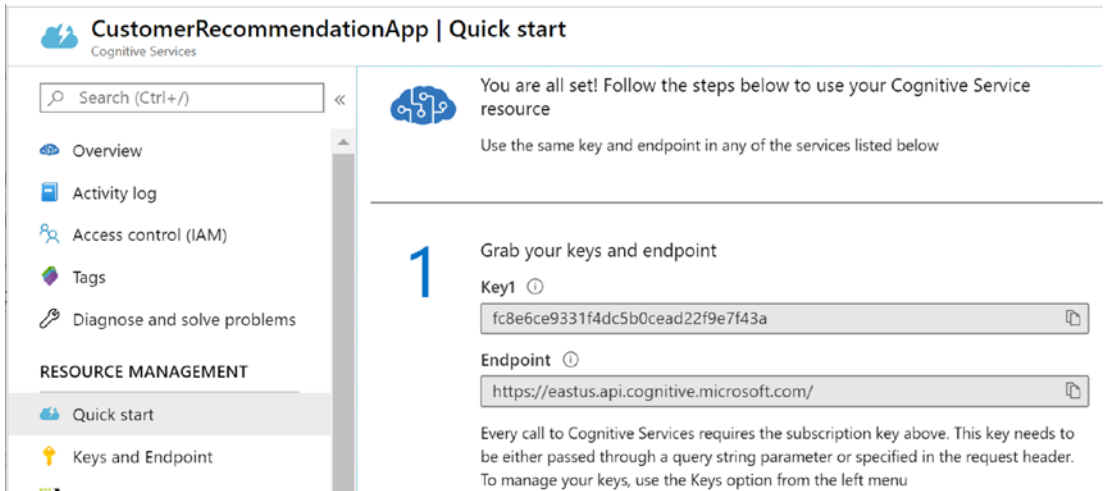 CustomerRecommendationApp | Quick start
Cognitive Services
Search (Ctrl+/)
«
Overview
Activity log
Access control (IAM)
Tags
Diagnose and solve problems
RESOURCE MANAGEMENT
Quick start
Keys and Endpoint
You are all set! Follow the steps below to use your Cognitive Service
resource
Use the same key and endpoint in any of the services listed below
1
Grab your keys and endpoint
Key1
fc8e6ce9331f4dc5b0cead22f9e7f43a
Endpoint
https://eastus.api.cognitive.microsoft.com/
Every call to Cognitive Services requires the subscription key above. This key needs to
be either passed through a query string parameter or specified in the request header.
To manage your keys, use the Keys option from the left menu